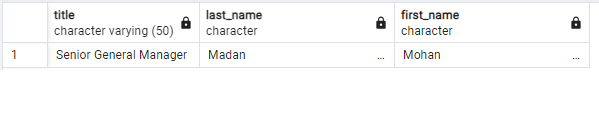 title last_name first_name
character varying (50) character character
1 Senior General Manager Madan ... Mohan ...